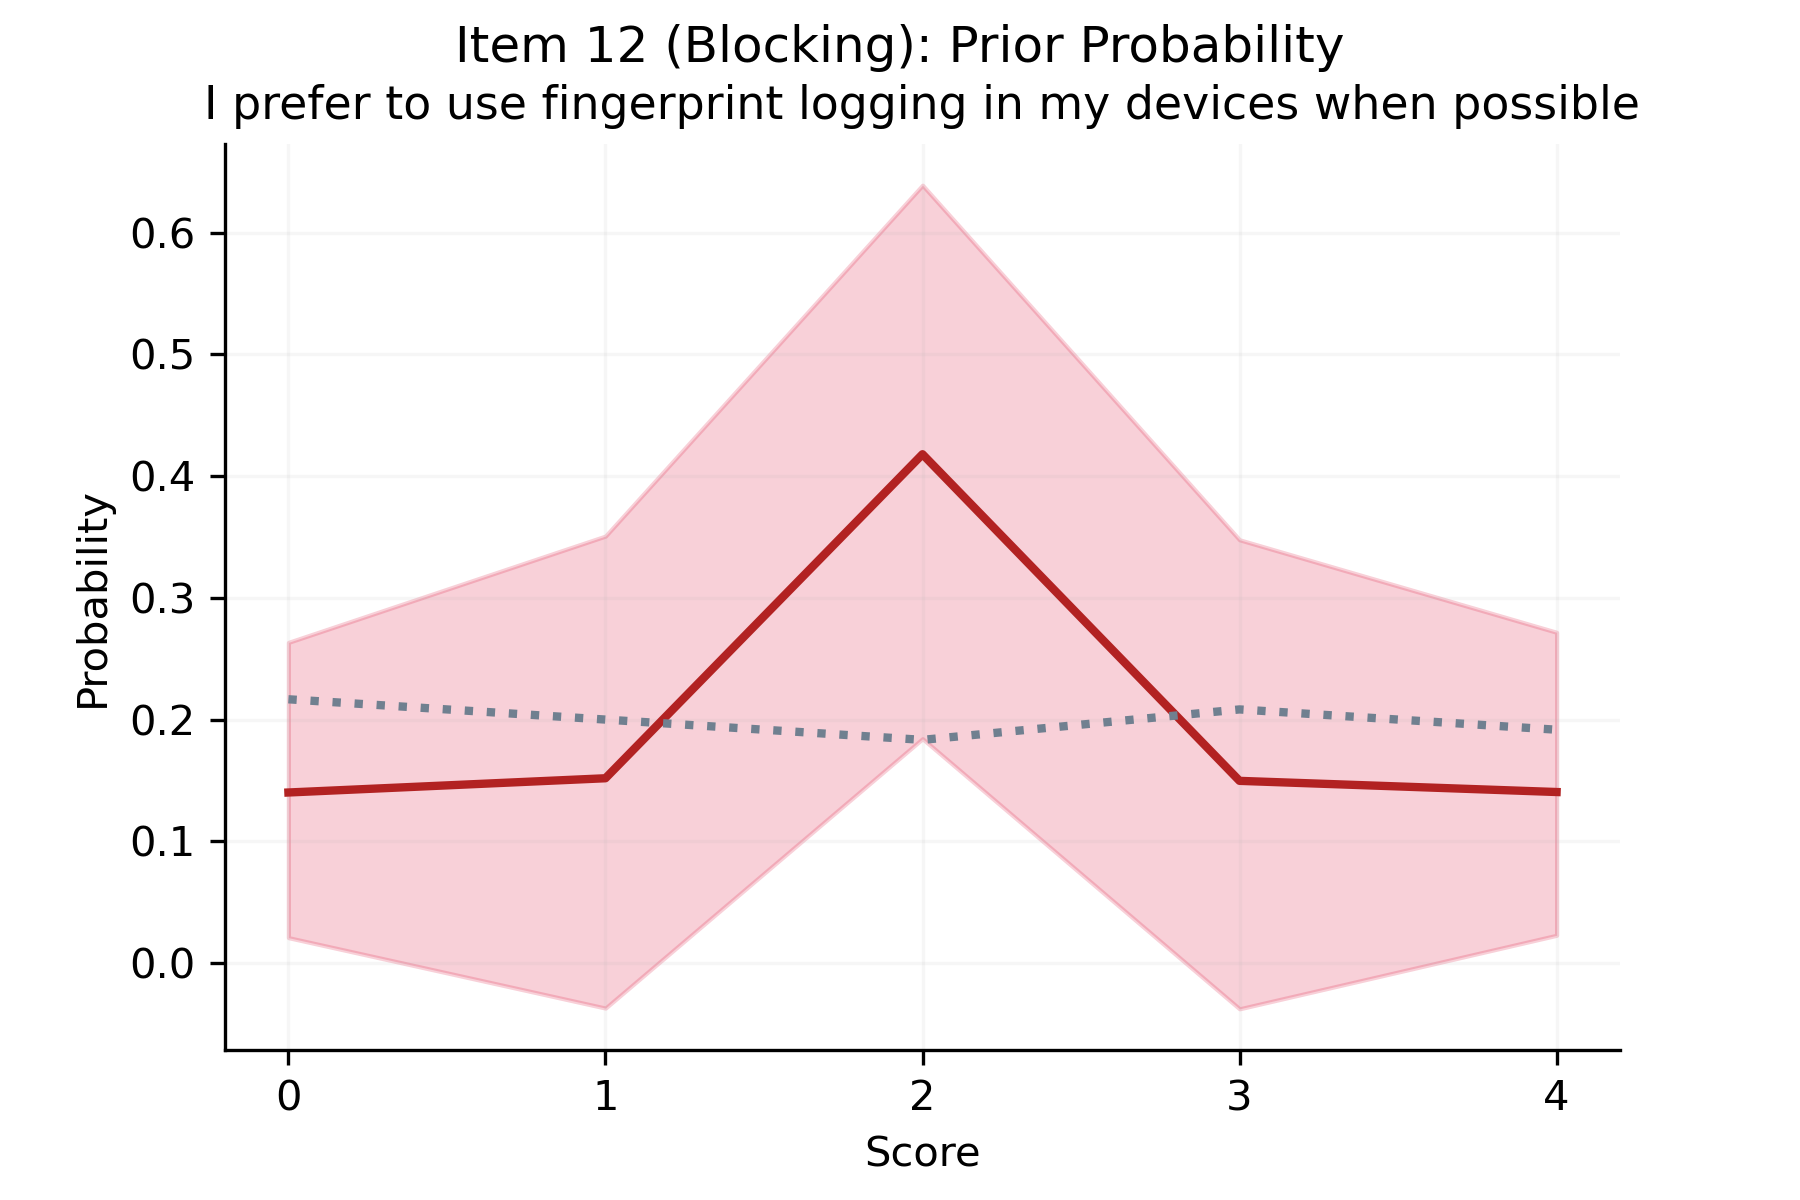 Item 12 (Blocking): Prior Probability
I prefer to use fingerprint logging in my devices when possible
Probability
0.6
0.5
0.4
0.3
0.2
0.1
0.0
0 1 2 3 4
Score